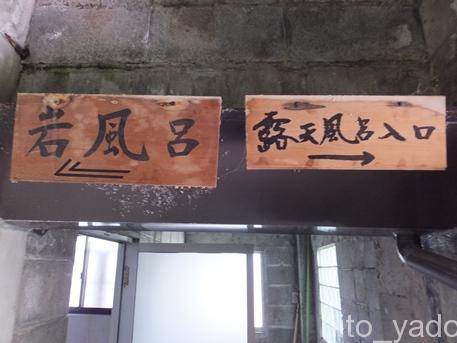 岩風呂
←
露天風呂入口
→
ito_yado